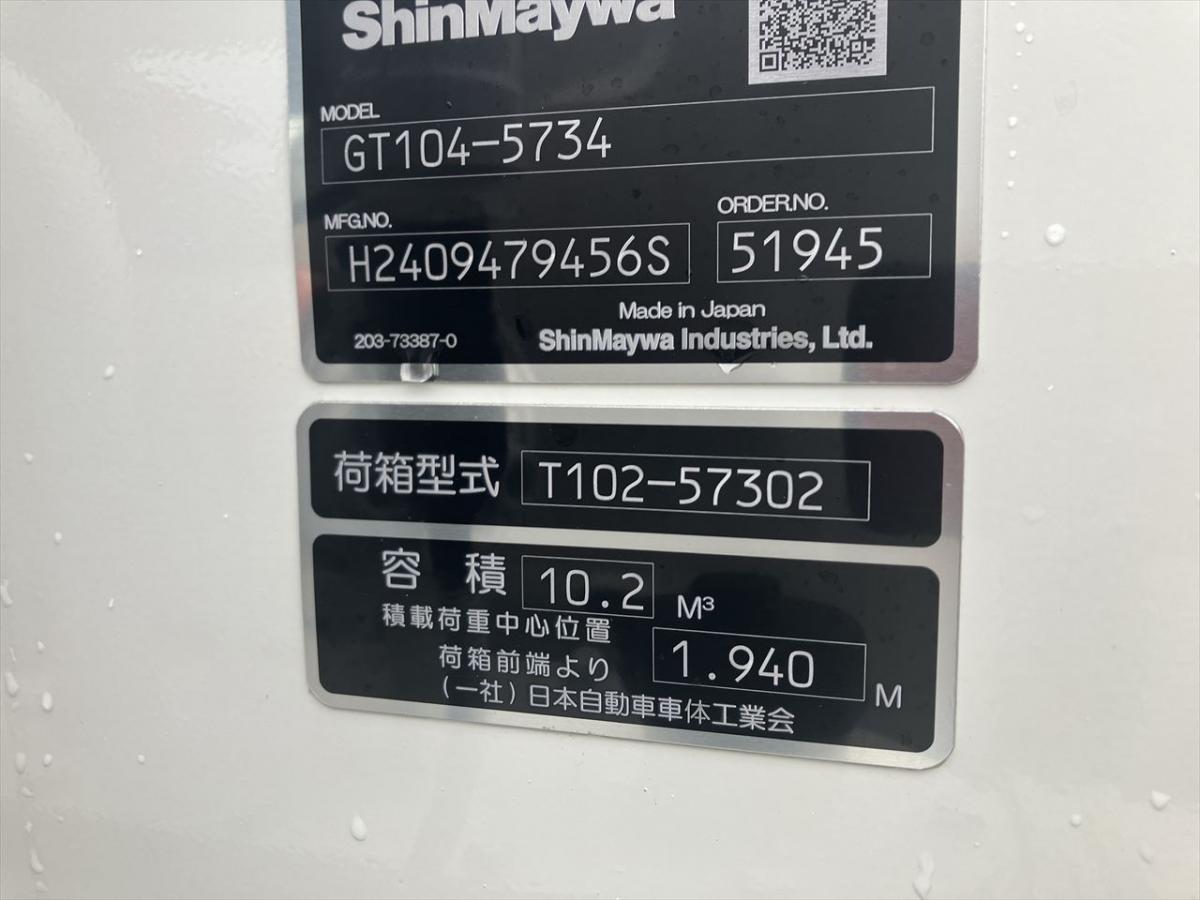 ShinMaywa
MODEL
GT104-5734
MFG.NO.
H2409479456S
ORDER.NO.
51945
Made in Japan
203-73387-0
ShinMaywa Industries, Ltd.
荷箱型式
T102-57302
容 積 10.2 M³
積載荷重中心位置
荷箱前端より 1.940 M
(一社)日本自動車車体工業会